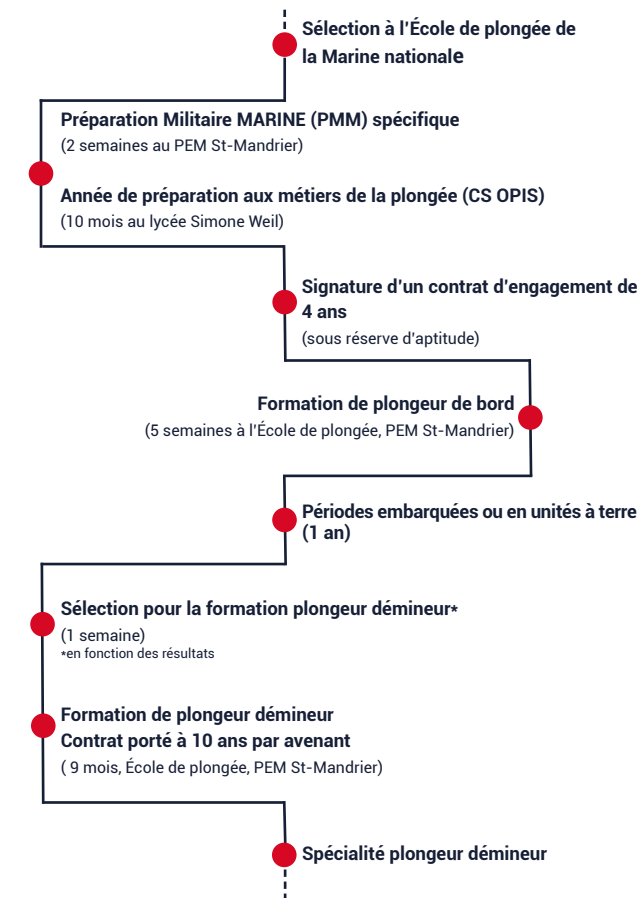 Sélection à l'École de plongée de
la Marine nationale
Préparation Militaire MARINE (PMM) spécifique
(2 semaines au PEM St-Mandrier)
Année de préparation aux métiers de la plongée (CS OPIS)
(10 mois au lycée Simone Weil)
Signature d'un contrat d'engagement de
4 ans
(sous réserve d'aptitude)
Formation de plongeur de bord
(5 semaines à l'École de plongée, PEM St-Mandrier)
Périodes embarquées ou en unités à terre
(1 an)
Sélection pour la formation plongeur démineur*
(1 semaine)
*en fonction des résultats
Formation de plongeur démineur
Contrat porté à 10 ans par avenant
( 9 mois, École de plongée, PEM St-Mandrier)
Spécialité plongeur démineur